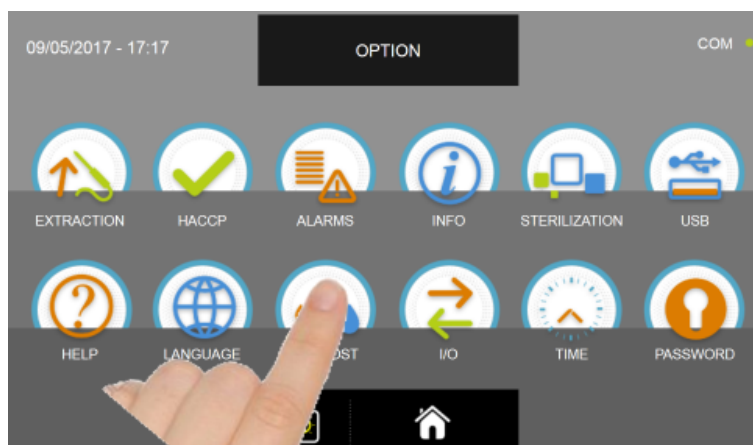 09/05/2017 - 17:17
OPTION
COM
EXTRACTION
HACCP
ALARMS
INFO
STERILIZATION
USB
HELP
LANGUAGE
I/O
TIME
PASSWORD